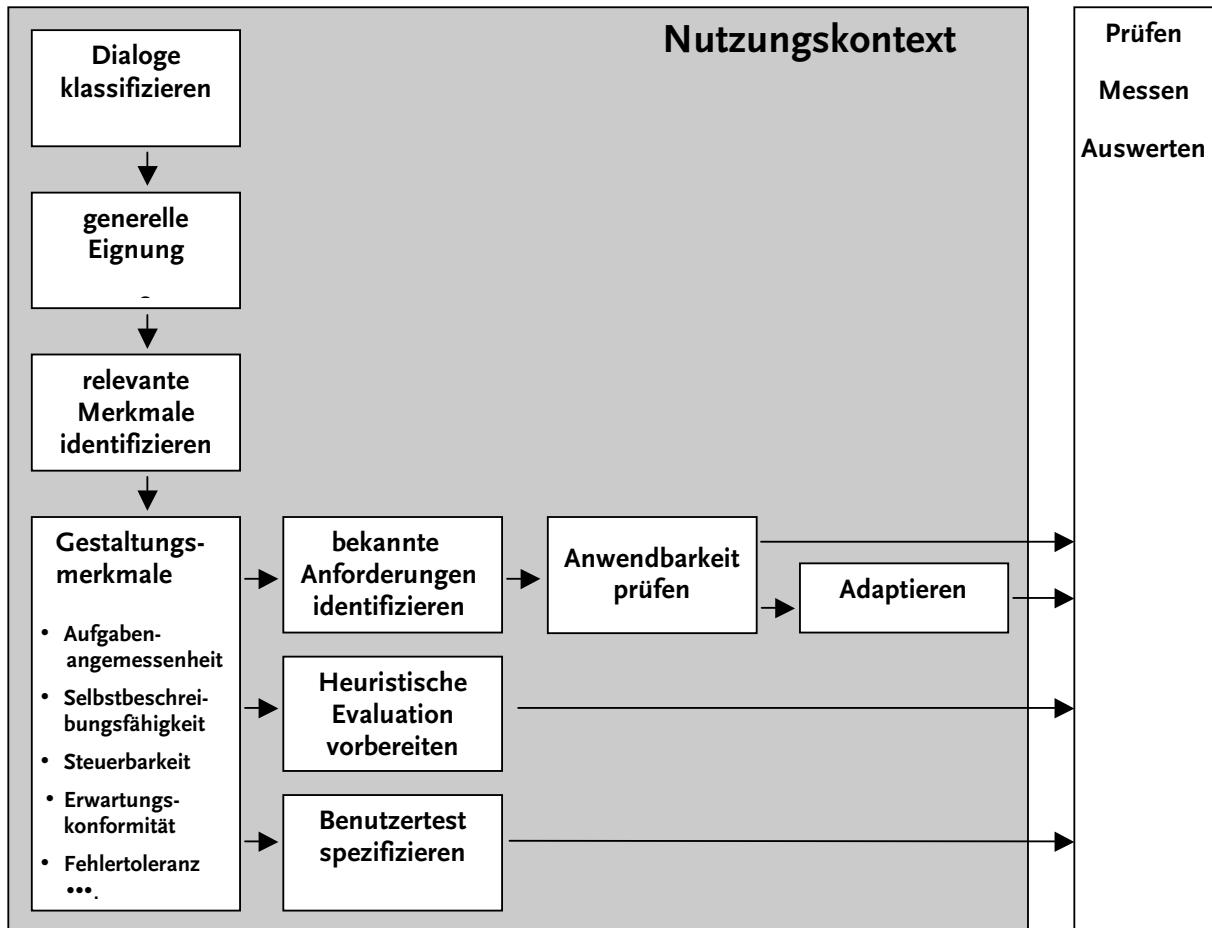 Nutzungskontext
Dialoge
klassifizieren
generelle
Eignung
relevante
Merkmale
identifizieren
Gestaltungs-
merkmale
• Aufgaben-
angemessenheit
• Selbstbeschrei-
bungsfähigkeit
• Steuerbarkeit
• Erwartungs-
konformität
• Fehlertoleranz
•••.
bekannte
Anforderungen
identifizieren
Anwendbarkeit
prüfen
Adaptieren
Heuristische
Evaluation
vorbereiten
Benutzertest
spezifizieren
Prüfen
Messen
Auswerten